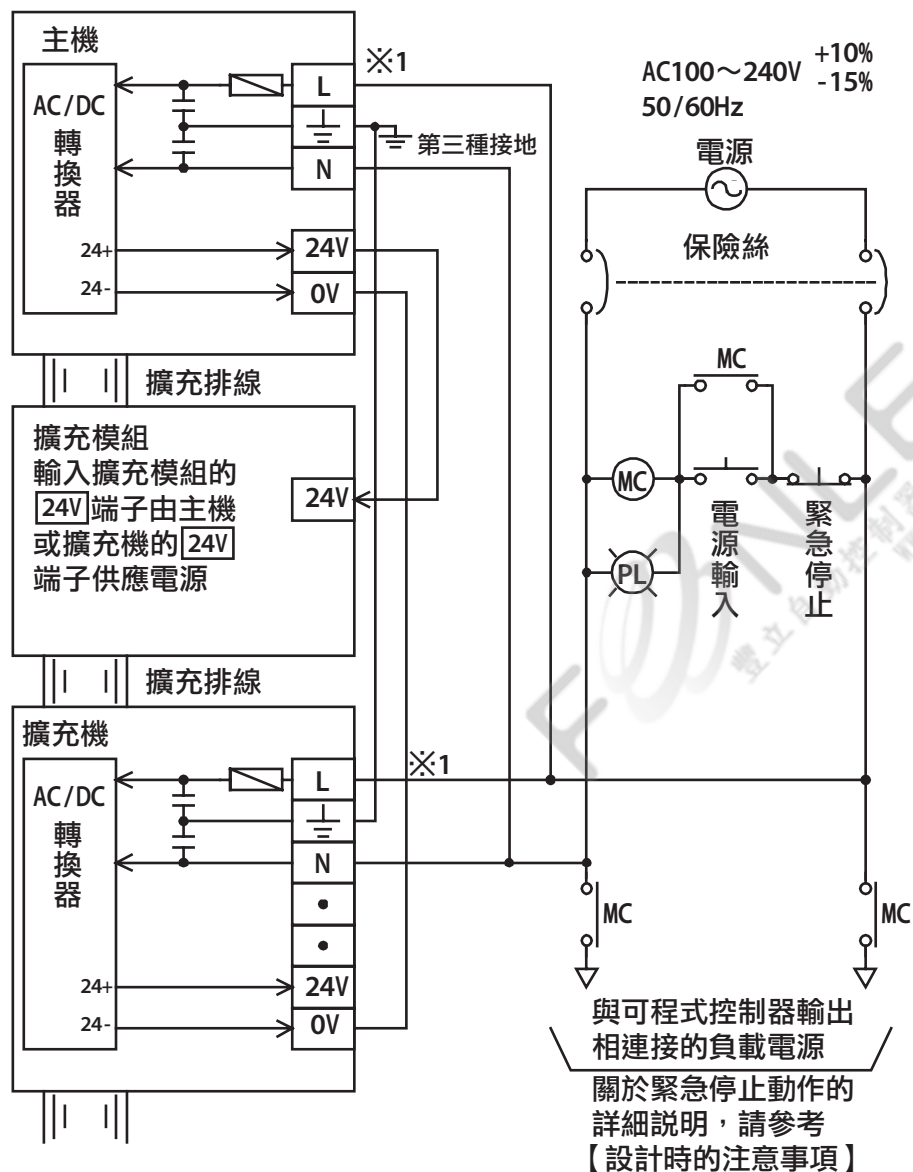 主機
※1
L
AC/DC
轉換器
第三種接地
N
24+
24V
24-
0V
擴充排線
擴充模組
輸入擴充模組的
24V端子由主機
或擴充機的24V
端子供應電源
24V
擴充排線
擴充機
※1
L
AC/DC
轉換器
N
24+
24V
24-
0V
AC100～240V +10%
-15%
50/60Hz
電源
保險絲
MC
MC
電源輸入
緊急停止
PL
MC
MC
與可程式控制器輸出
相連接的負載電源
關於緊急停止動作的
詳細說明，請參考
【設計時的注意事項】
FONLE